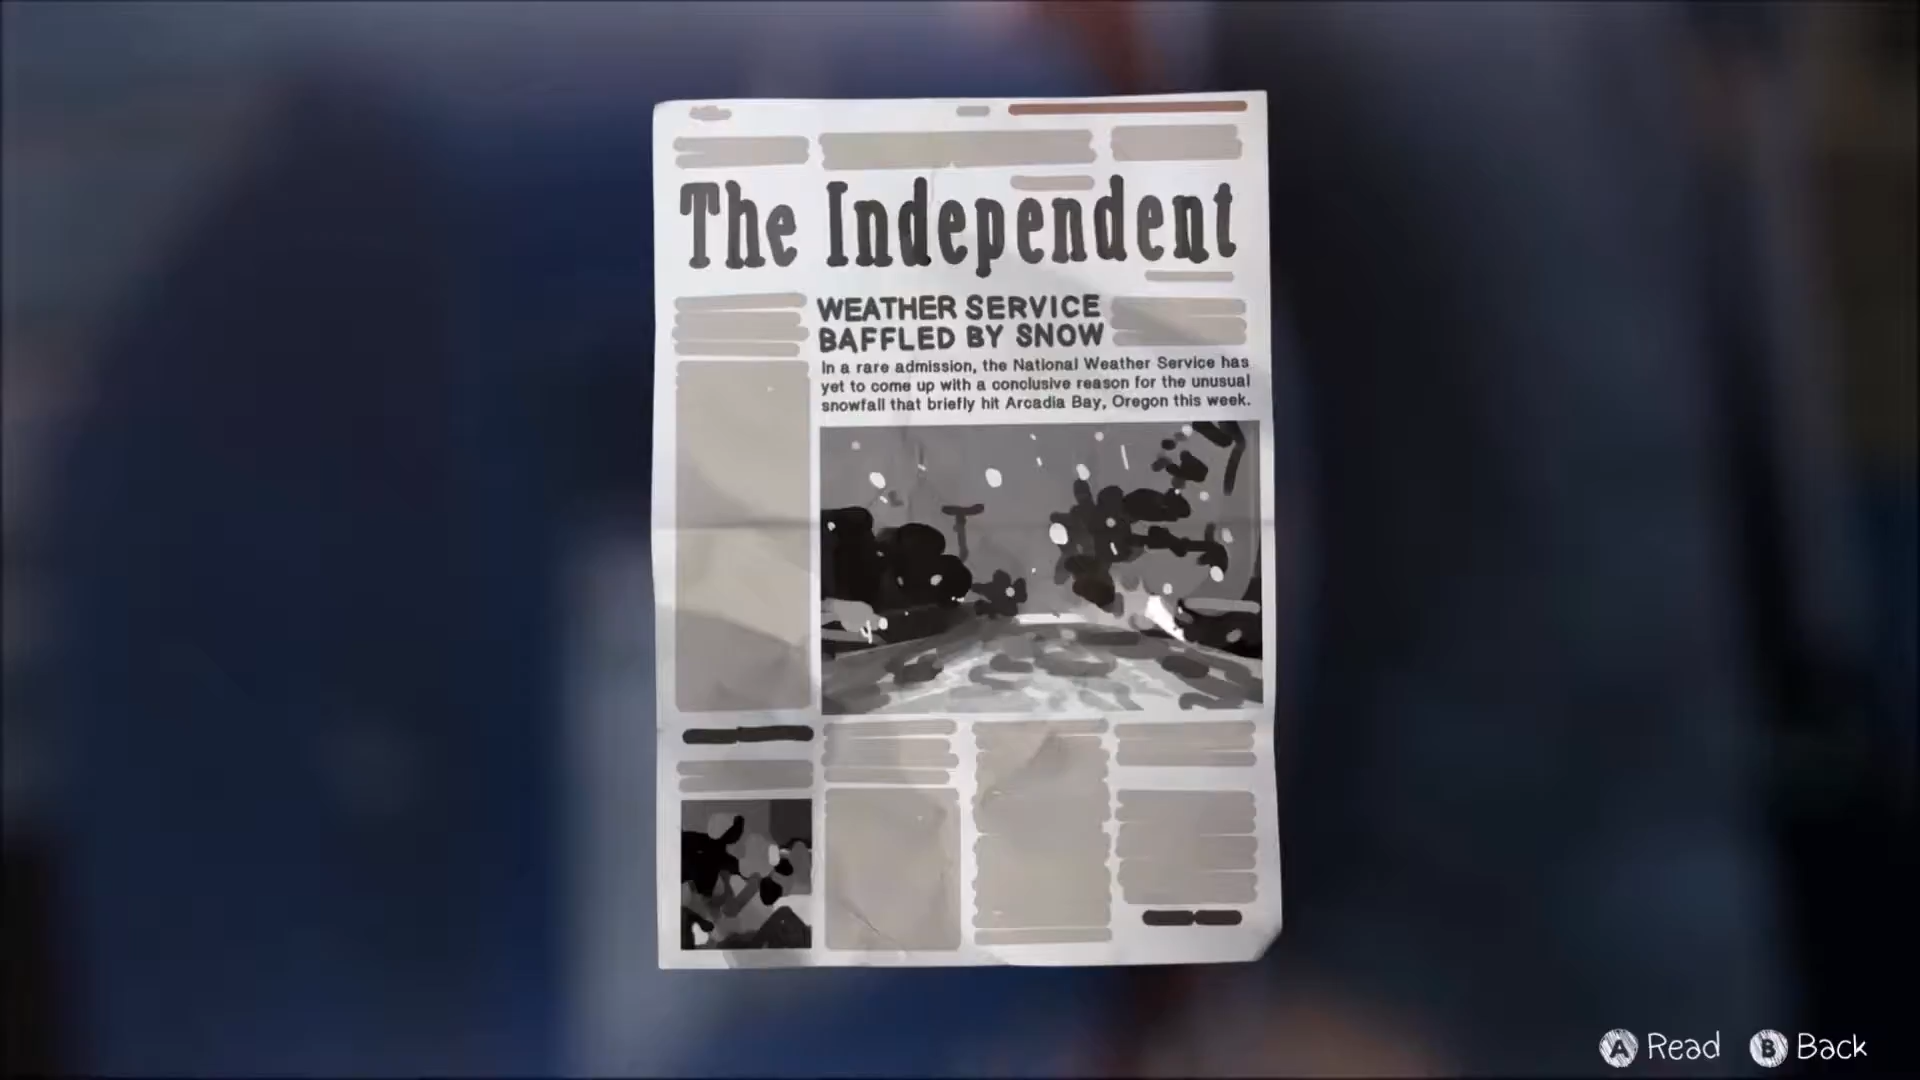 The Independent
WEATHER SERVICE
BAFFLED BY SNOW
In a rare admission, the National Weather Service has
yet to come up with a conclusive reason for the unusual
snowfall that briefly hit Arcadia Bay, Oregon this week.
A Read B Back